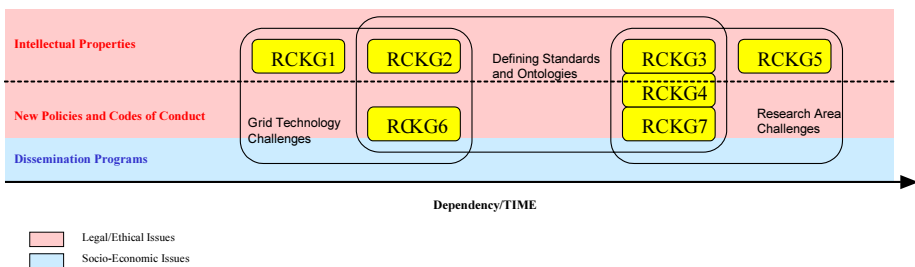 Intellectual Properties
RCKG1
RCKG2
Defining Standards
and Ontologies
RCKG3
RCKG5
RCKG4
New Policies and Codes of Conduct
Grid Technology
Challenges
RCKG6
RCKG7
Research Area
Challenges
Dissemination Programs
Dependency/TIME
Legal/Ethical Issues
Socio-Economic Issues